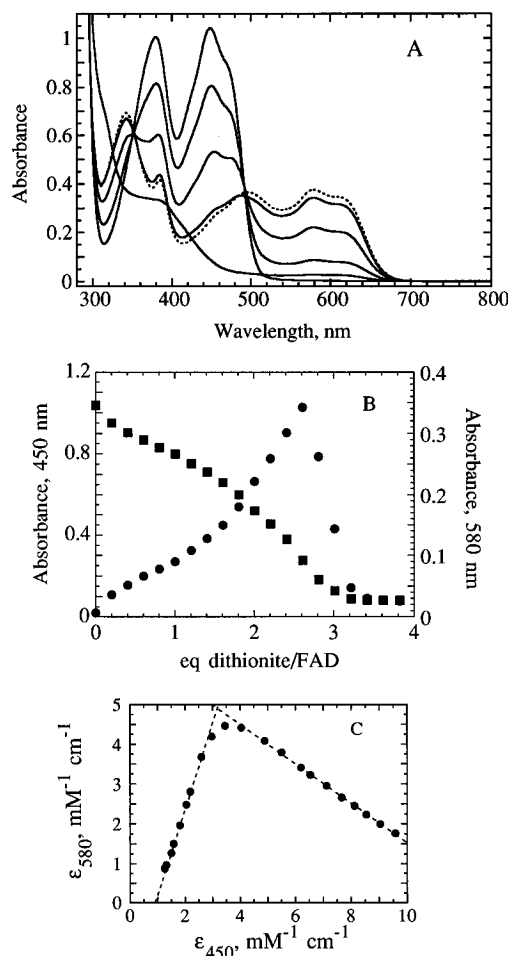 A
Absorbance
1
0.8
0.6
0.4
0.2
0
300 400 500 600 700 800
Wavelength, nm
B
Absorbance, 450 nm
1.2
0.8
0.4
0
0.4
0.3
0.2
0.1
0
Absorbance, 580 nm
0 1 2 3 4
eq dithionite/FAD
C
ε580, mM⁻¹ cm⁻¹
5
4
3
2
1
0
0 2 4 6 8 10
ε450, mM⁻¹ cm⁻¹